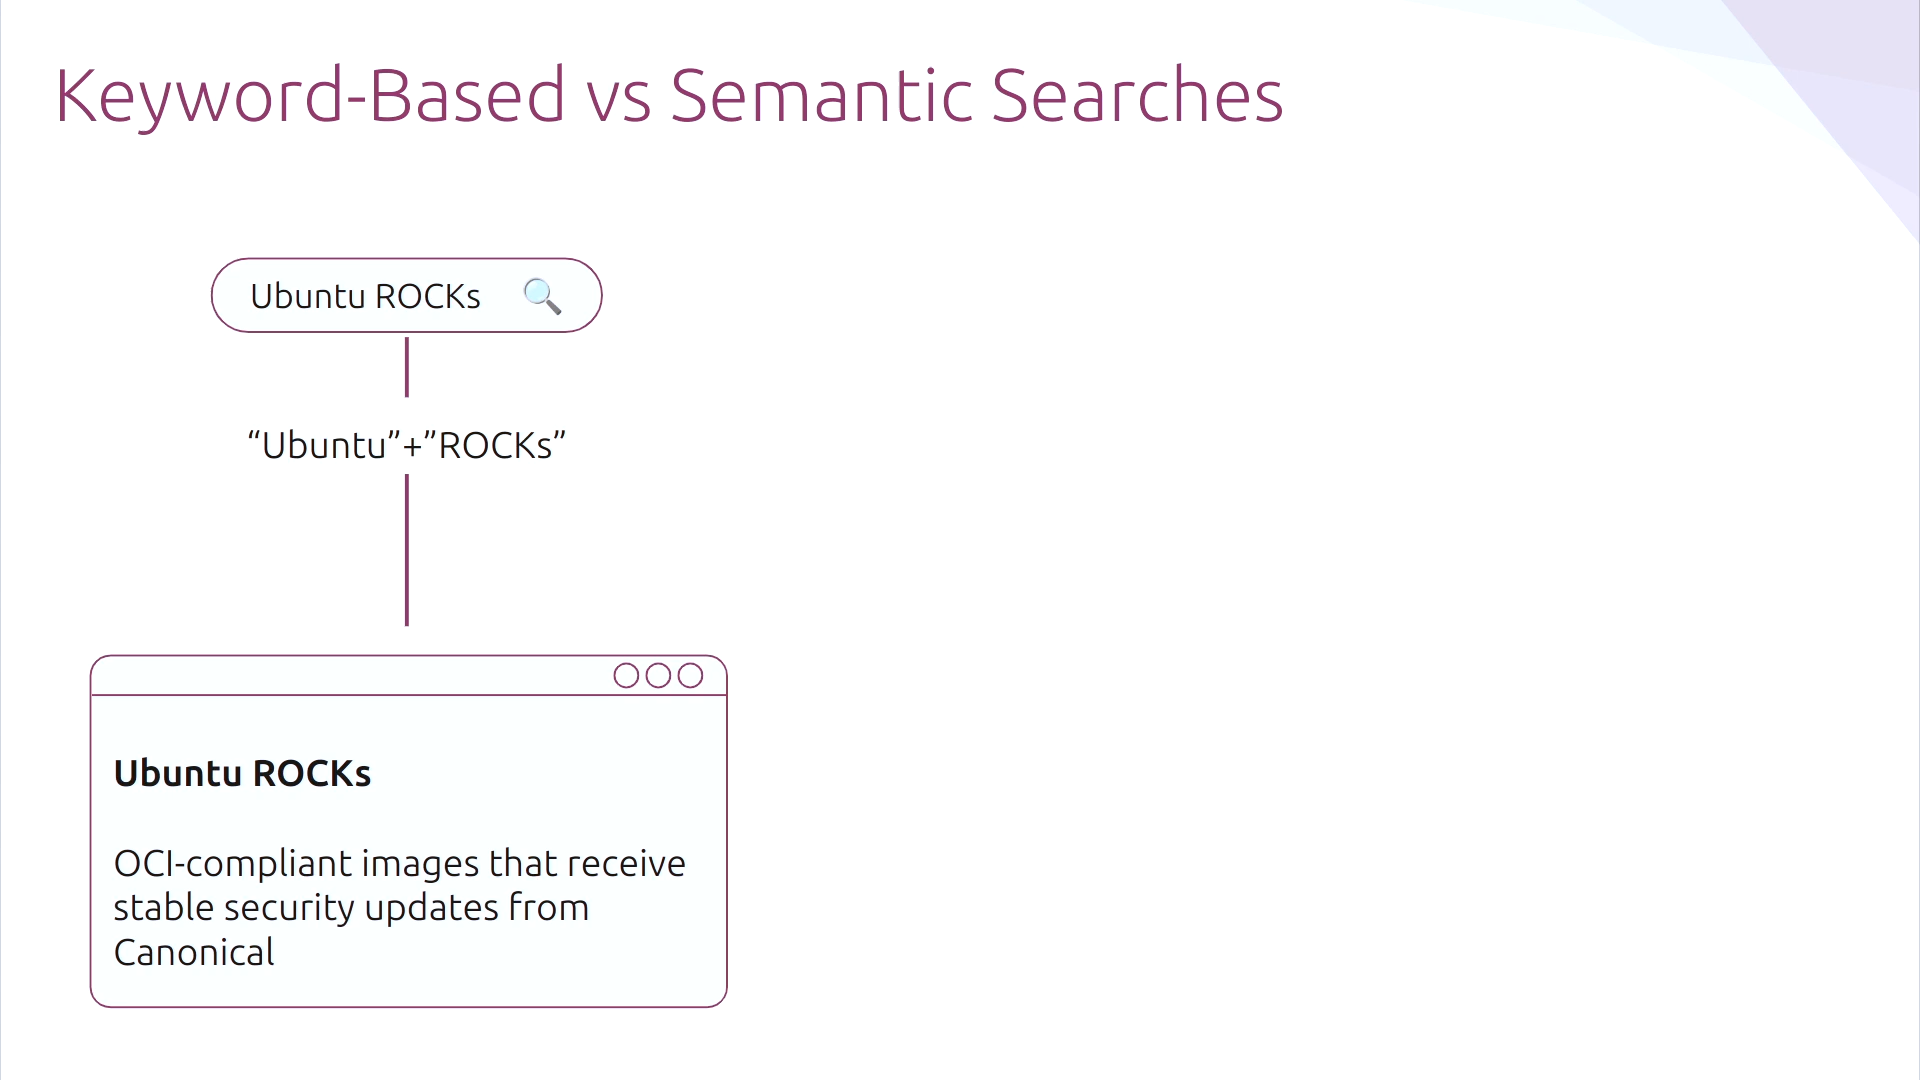 Keyword-Based vs Semantic Searches
Ubuntu ROCKs
“Ubuntu”+”ROCKs”
Ubuntu ROCKs
OCI-compliant images that receive
stable security updates from
Canonical